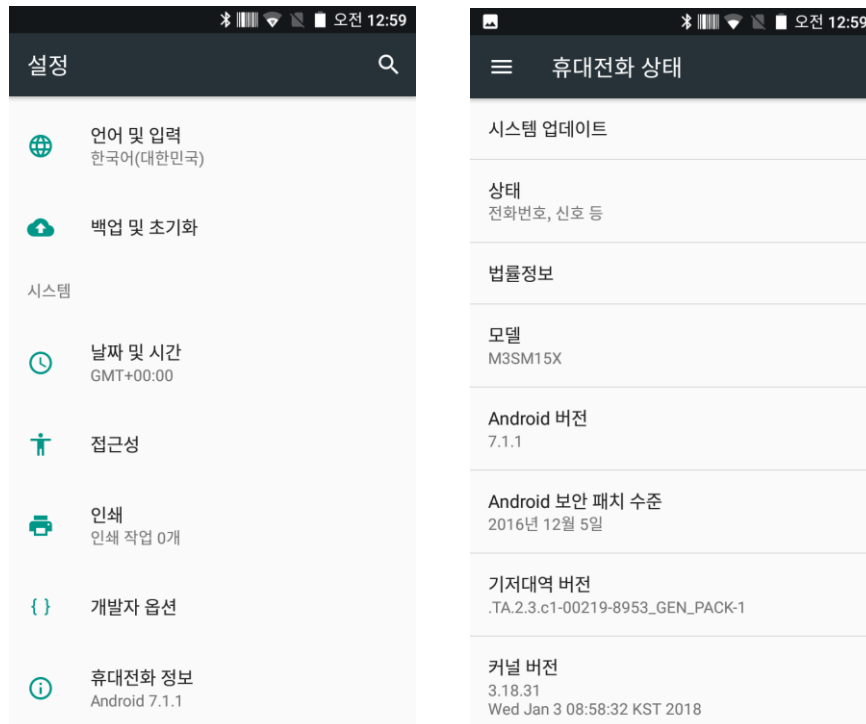 오전 12:59
설정
언어 및 입력
한국어(대한민국)
백업 및 초기화
시스템
날짜 및 시간
GMT+00:00
접근성
인쇄
인쇄 작업 0개
{ } 개발자 옵션
휴대전화 정보
Android 7.1.1
오전 12:59
휴대전화 상태
시스템 업데이트
상태
전화번호, 신호 등
법률정보
모델
M3SM15X
Android 버전
7.1.1
Android 보안 패치 수준
2016년 12월 5일
기저대역 버전
.TA.2.3.c1-00219-8953_GEN_PACK-1
커널 버전
3.18.31
Wed Jan 3 08:58:32 KST 2018